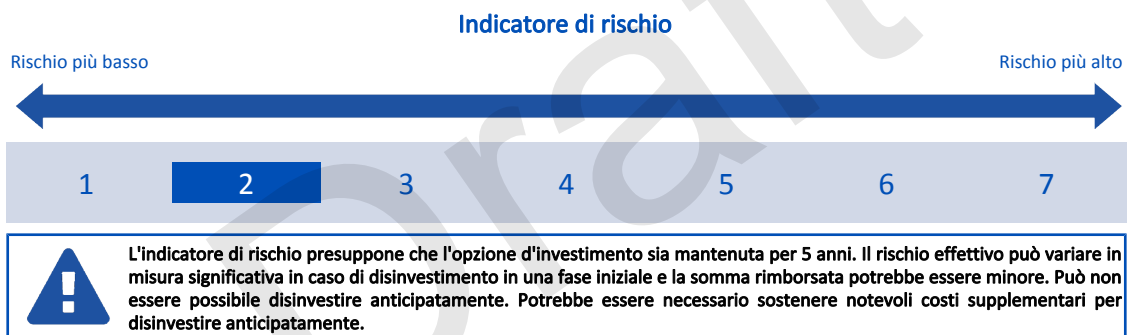 Indicatore di rischio
Rischio più basso
Rischio più alto
1 2 3 4 5 6 7
L'indicatore di rischio presuppone che l'opzione d'investimento sia mantenuta per 5 anni. Il rischio effettivo può variare in
misura significativa in caso di disinvestimento in una fase iniziale e la somma rimborsata potrebbe essere minore. Può non
essere possibile disinvestire anticipatamente. Potrebbe essere necessario sostenere notevoli costi supplementari per
disinvestire anticipatamente.
Draft